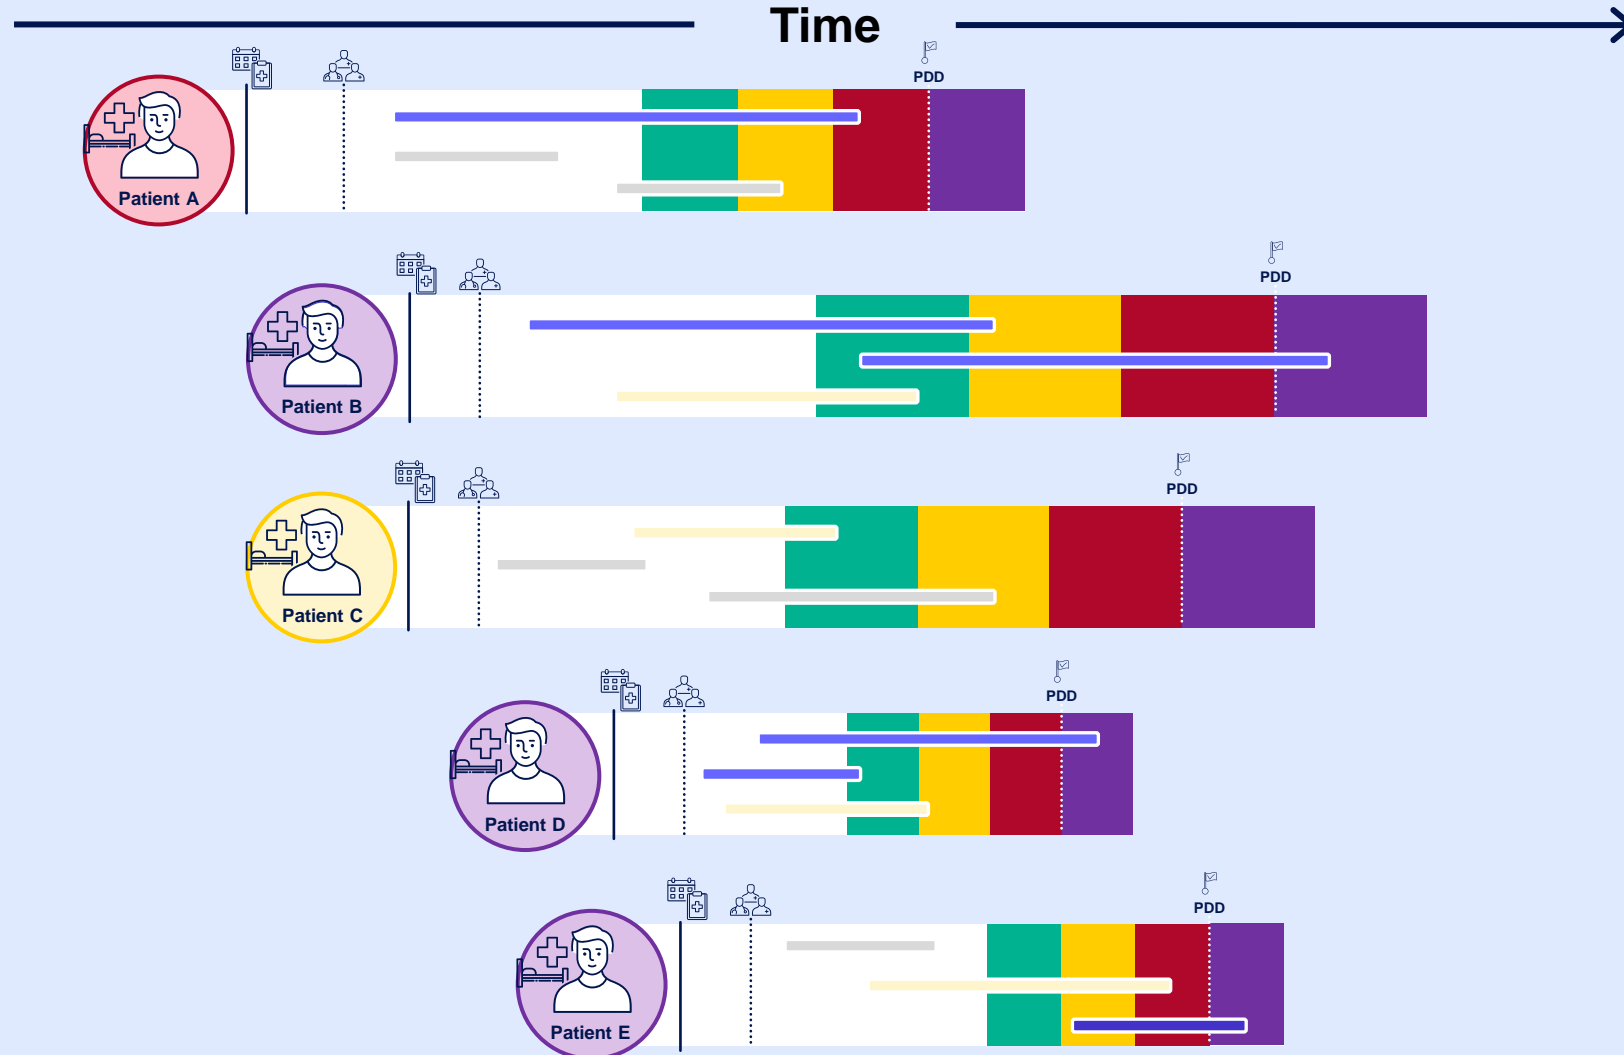 Time
PDD
Patient A
PDD
Patient B
PDD
Patient C
PDD
Patient D
PDD
Patient E